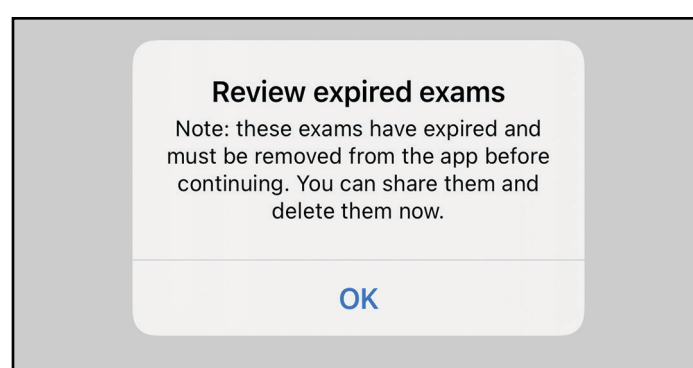 Review expired exams
Note: these exams have expired and
must be removed from the app before
continuing. You can share them and
delete them now.
OK